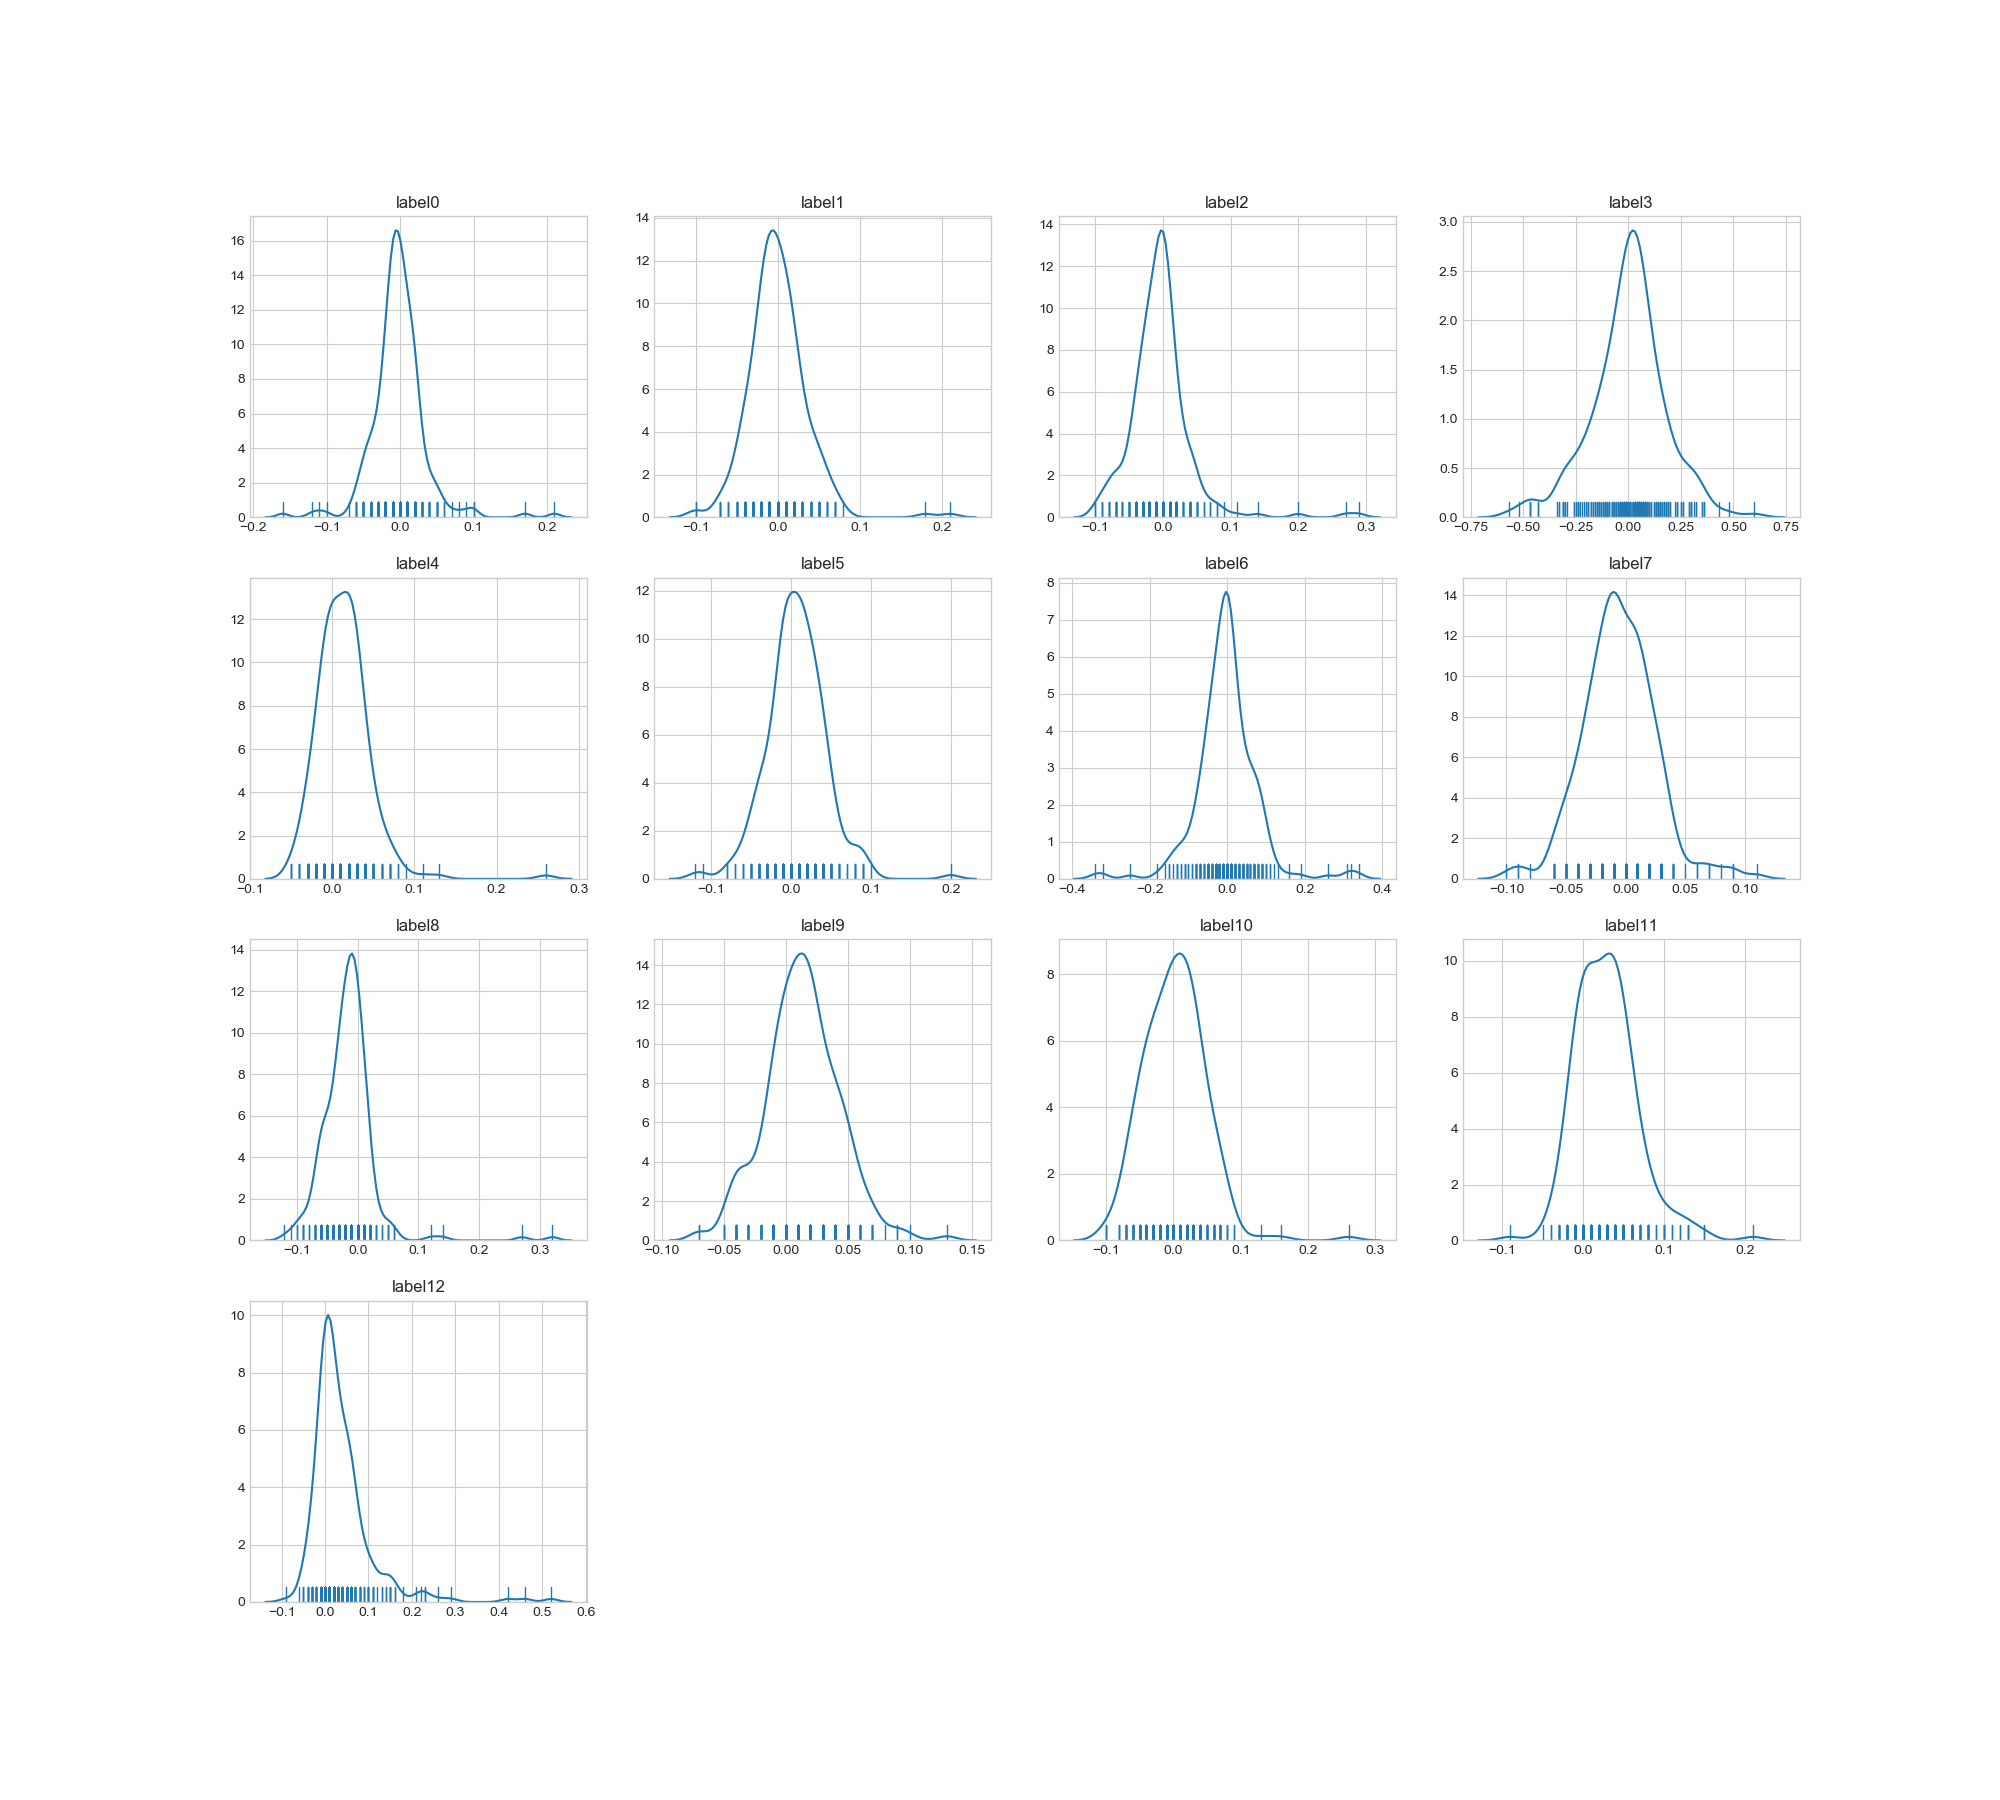 label0 label1 label2 label3
16 14 14 3.0
14 12 12 2.5
12 10 10 2.0
10 8 8 1.5
8 6 6 1.0
6 4 4 0.5
4 2 2 0.0
2 0 0
0
−0.2 −0.1 0.0 0.1 0.2 −0.1 0.0 0.1 0.2 −0.1 0.0 0.1 0.2 0.3 −0.75 −0.50 −0.25 0.00 0.25 0.50 0.75
label4 label5 label6 label7
12 12 8 14
10 10 7 12
8 8 6 10
6 6 5 8
4 4 4 6
2 2 3 4
0 0 2 2
1 0
0
−0.1 0.0 0.1 0.2 0.3 −0.1 0.0 0.1 0.2 −0.4 −0.2 0.0 0.2 0.4 −0.10 −0.05 0.00 0.05 0.10
label8 label9 label10 label11
14 14 8 10
12 12 6 8
10 10 4 6
8 8 2 4
6 6 0 2
4 4 0
2 2
0 0
−0.1 0.0 0.1 0.2 0.3 −0.10 −0.05 0.00 0.05 0.10 0.15 −0.1 0.0 0.1 0.2 0.3 −0.1 0.0 0.1 0.2
label12
10
8
6
4
2
0
−0.1 0.0 0.1 0.2 0.3 0.4 0.5 0.6